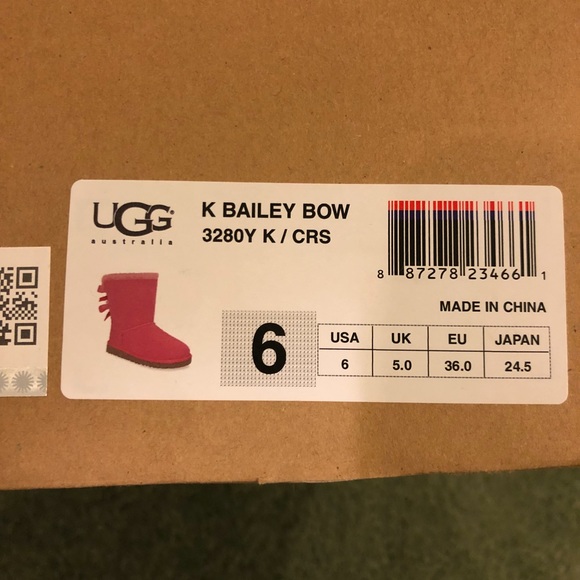 UGG®
australia
K BAILEY BOW
3280Y K / CRS
8 87278 23466 1
MADE IN CHINA
6
USA UK EU JAPAN
6 5.0 36.0 24.5